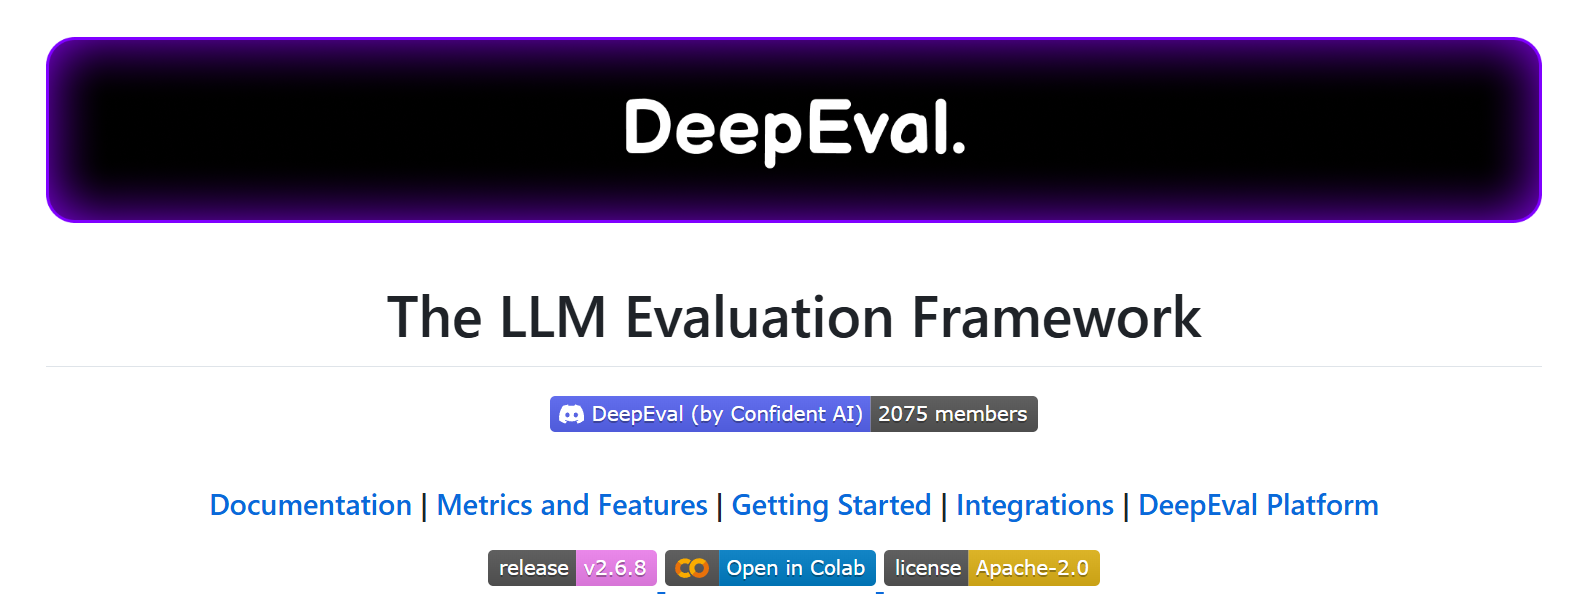 DeepEval.
The LLM Evaluation Framework
DeepEval (by Confident AI) 2075 members
Documentation | Metrics and Features | Getting Started | Integrations | DeepEval Platform
release v2.6.8 Open in Colab license Apache-2.0